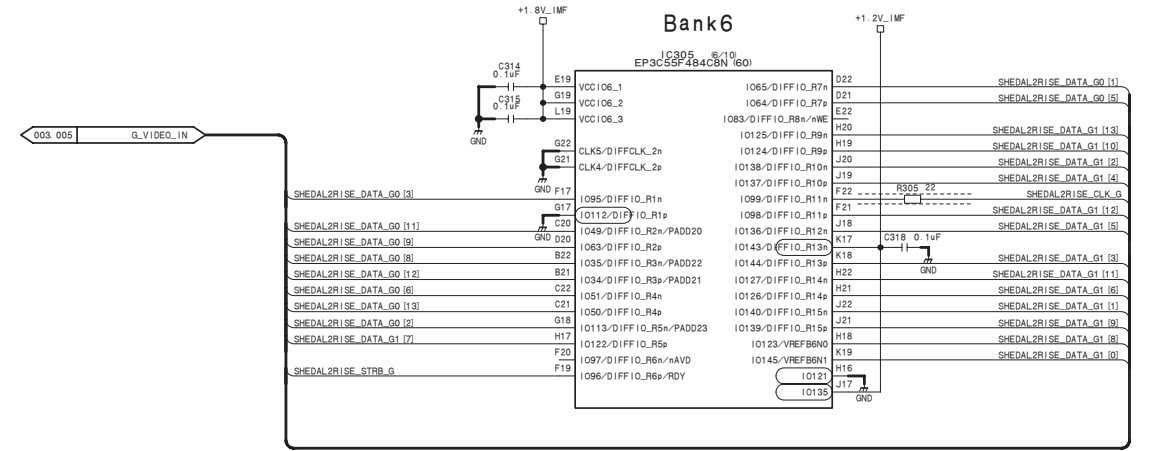 +1.8V_IMF
Bank6
+1.2V_IMF
IC305 (6/10)
EP3C55F484C8N (60)
C314
0.1uF
C315
0.1uF
GND
003.005 G_VIDEO_IN
E19 VCCIO6_1
G19 VCCIO6_2
L19 VCCIO6_3
G22 CLK5/DIFFCLK_2n
G21 CLK4/DIFFCLK_2p
GND
SHEDAL2RISE_DATA_G0 [3] F17 IO95/DIFFIO_R1n
G17 IO112/DIFFIO_R1p
GND
SHEDAL2RISE_DATA_G0 [11] C20 IO49/DIFFIO_R2n/PADD20
SHEDAL2RISE_DATA_G0 [9] D20 IO63/DIFFIO_R2p
SHEDAL2RISE_DATA_G0 [8] B22 IO35/DIFFIO_R3n/PADD22
SHEDAL2RISE_DATA_G0 [12] B21 IO34/DIFFIO_R3p/PADD21
SHEDAL2RISE_DATA_G0 [6] C22 IO51/DIFFIO_R4n
SHEDAL2RISE_DATA_G0 [13] C21 IO50/DIFFIO_R4p
SHEDAL2RISE_DATA_G0 [2] G18 IO113/DIFFIO_R5n/PADD23
SHEDAL2RISE_DATA_G1 [7] H17 IO122/DIFFIO_R5p
F20 IO97/DIFFIO_R6n/nAVD
SHEDAL2RISE_STRB_G F19 IO96/DIFFIO_R6p/RDY
IO65/DIFFIO_R7n D22 SHEDAL2RISE_DATA_G0 [1]
IO64/DIFFIO_R7p D21 SHEDAL2RISE_DATA_G0 [5]
IO83/DIFFIO_R8n/nWE E22
IO125/DIFFIO_R9n H20 SHEDAL2RISE_DATA_G1 [13]
IO124/DIFFIO_R9p H19 SHEDAL2RISE_DATA_G1 [10]
IO138/DIFFIO_R10n J20 SHEDAL2RISE_DATA_G1 [2]
IO137/DIFFIO_R10p J19 SHEDAL2RISE_DATA_G1 [4]
IO99/DIFFIO_R11n F22 R305 22 SHEDAL2RISE_CLK_G
IO98/DIFFIO_R11p F21 SHEDAL2RISE_DATA_G1 [12]
IO136/DIFFIO_R12n J18 SHEDAL2RISE_DATA_G1 [5]
IO143/DIFFIO_R13n K17 C318 0.1uF
GND
IO144/DIFFIO_R13p K18 SHEDAL2RISE_DATA_G1 [3]
IO127/DIFFIO_R14n H22 SHEDAL2RISE_DATA_G1 [11]
IO126/DIFFIO_R14p H21 SHEDAL2RISE_DATA_G1 [6]
IO140/DIFFIO_R15n J22 SHEDAL2RISE_DATA_G1 [1]
IO139/DIFFIO_R15p J21 SHEDAL2RISE_DATA_G1 [9]
IO123/VREFB6N0 H18 SHEDAL2RISE_DATA_G1 [8]
IO145/VREFB6N1 K19 SHEDAL2RISE_DATA_G1 [0]
IO121 H16
IO135 J17
GND